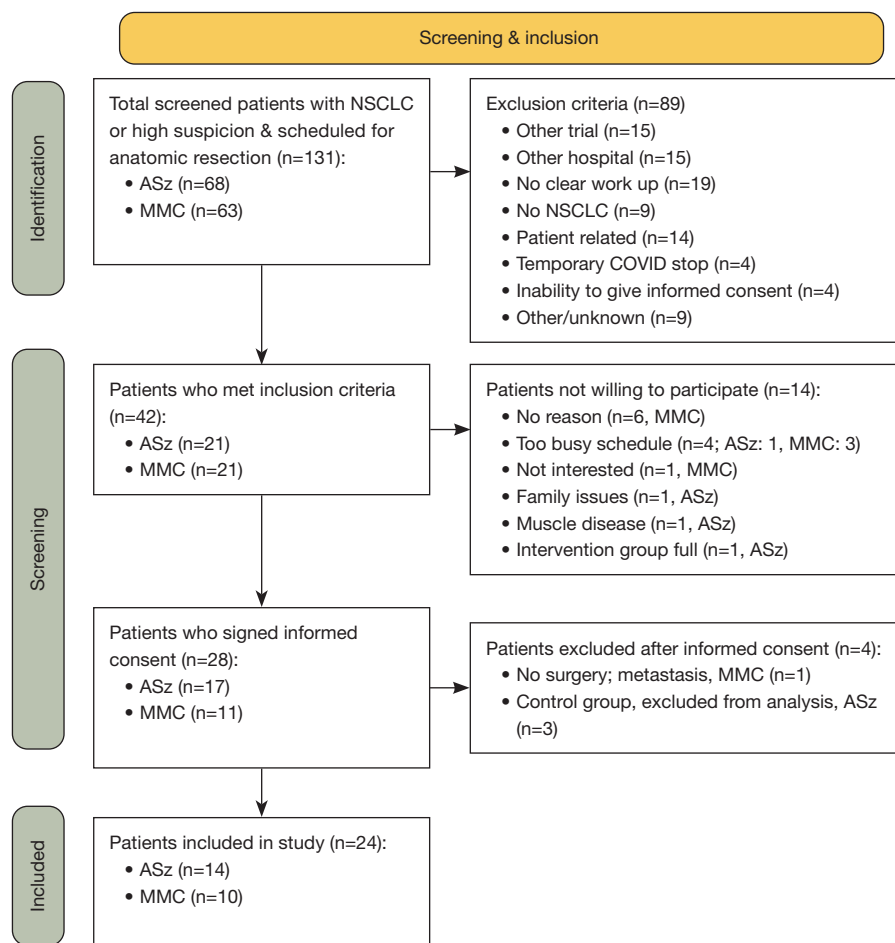 Screening & inclusion
Identification
Total screened patients with NSCLC
or high suspicion & scheduled for
anatomic resection (n=131):
• ASz (n=68)
• MMC (n=63)
Exclusion criteria (n=89)
• Other trial (n=15)
• Other hospital (n=15)
• No clear work up (n=19)
• No NSCLC (n=9)
• Patient related (n=14)
• Temporary COVID stop (n=4)
• Inability to give informed consent (n=4)
• Other/unknown (n=9)
Screening
Patients who met inclusion criteria
(n=42):
• ASz (n=21)
• MMC (n=21)
Patients not willing to participate (n=14):
• No reason (n=6, MMC)
• Too busy schedule (n=4; ASz: 1, MMC: 3)
• Not interested (n=1, MMC)
• Family issues (n=1, ASz)
• Muscle disease (n=1, ASz)
• Intervention group full (n=1, ASz)
Patients who signed informed
consent (n=28):
• ASz (n=17)
• MMC (n=11)
Patients excluded after informed consent (n=4):
• No surgery; metastasis, MMC (n=1)
• Control group, excluded from analysis, ASz
(n=3)
Included
Patients included in study (n=24):
• ASz (n=14)
• MMC (n=10)